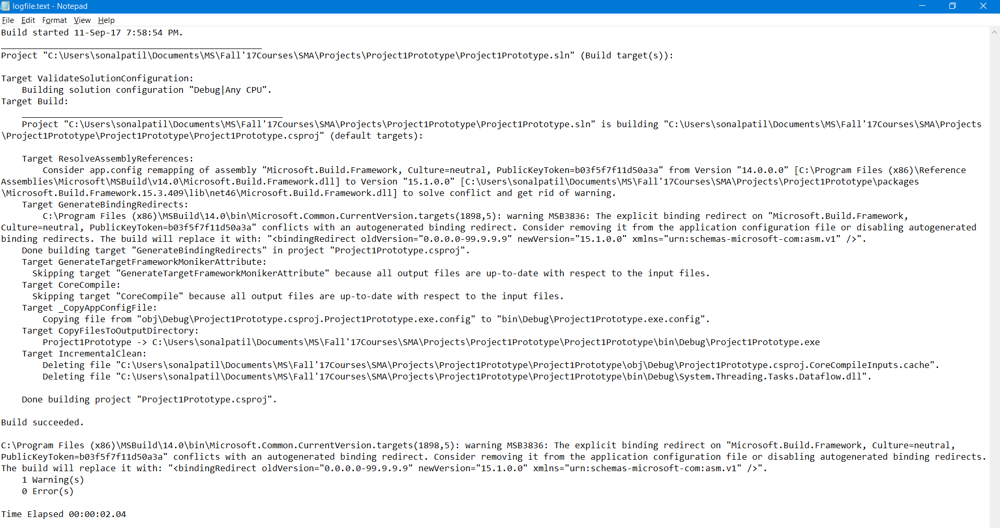 logfile.text - Notepad
File Edit Format View Help
Build started 11-Sep-17 7:58:54 PM.
__________________________________________________
Project "C:\Users\sonalpatil\Documents\MS\Fall'17Courses\SMA\Projects\Project1Prototype\Project1Prototype.sln" (Build target(s)):
Target ValidateSolutionConfiguration:
    Building solution configuration "Debug|Any CPU".
Target Build:
    __________________________________________________
    Project "C:\Users\sonalpatil\Documents\MS\Fall'17Courses\SMA\Projects\Project1Prototype\Project1Prototype.sln" is building "C:\Users\sonalpatil\Documents\MS\Fall'17Courses\SMA\Projects
\Project1Prototype\Project1Prototype\Project1Prototype.csproj" (default targets):
    Target ResolveAssemblyReferences:
        Consider app.config remapping of assembly "Microsoft.Build.Framework, Culture=neutral, PublicKeyToken=b03f5f7f11d50a3a" from Version "14.0.0.0" [C:\Program Files (x86)\Reference
Assemblies\Microsoft\MSBuild\v14.0\Microsoft.Build.Framework.dll] to Version "15.1.0.0" [C:\Users\sonalpatil\Documents\MS\Fall'17Courses\SMA\Projects\Project1Prototype\packages
\Microsoft.Build.Framework.15.3.409\lib\net46\Microsoft.Build.Framework.dll] to solve conflict and get rid of warning.
    Target GenerateBindingRedirects:
        C:\Program Files (x86)\MSBuild\14.0\bin\Microsoft.Common.CurrentVersion.targets(1898,5): warning MSB3836: The explicit binding redirect on "Microsoft.Build.Framework,
Culture=neutral, PublicKeyToken=b03f5f7f11d50a3a" conflicts with an autogenerated binding redirect. Consider removing it from the application configuration file or disabling autogenerated
binding redirects. The build will replace it with: "<bindingRedirect oldVersion="0.0.0.0-99.9.9.9" newVersion="15.1.0.0" xmlns="urn:schemas-microsoft-com:asm.v1" />".
    Done building target "GenerateBindingRedirects" in project "Project1Prototype.csproj".
    Target GenerateTargetFrameworkMonikerAttribute:
      Skipping target "GenerateTargetFrameworkMonikerAttribute" because all output files are up-to-date with respect to the input files.
    Target CoreCompile:
      Skipping target "CoreCompile" because all output files are up-to-date with respect to the input files.
    Target _CopyAppConfigFile:
        Copying file from "obj\Debug\Project1Prototype.csproj.Project1Prototype.exe.config" to "bin\Debug\Project1Prototype.exe.config".
    Target CopyFilesToOutputDirectory:
        Project1Prototype -> C:\Users\sonalpatil\Documents\MS\Fall'17Courses\SMA\Projects\Project1Prototype\Project1Prototype\bin\Debug\Project1Prototype.exe
    Target IncrementalClean:
        Deleting file "C:\Users\sonalpatil\Documents\MS\Fall'17Courses\SMA\Projects\Project1Prototype\Project1Prototype\obj\Debug\Project1Prototype.csproj.CoreCompileInputs.cache".
        Deleting file "C:\Users\sonalpatil\Documents\MS\Fall'17Courses\SMA\Projects\Project1Prototype\Project1Prototype\bin\Debug\System.Threading.Tasks.Dataflow.dll".
    Done building project "Project1Prototype.csproj".
Build succeeded.
C:\Program Files (x86)\MSBuild\14.0\bin\Microsoft.Common.CurrentVersion.targets(1898,5): warning MSB3836: The explicit binding redirect on "Microsoft.Build.Framework, Culture=neutral,
PublicKeyToken=b03f5f7f11d50a3a" conflicts with an autogenerated binding redirect. Consider removing it from the application configuration file or disabling autogenerated binding redirects.
The build will replace it with: "<bindingRedirect oldVersion="0.0.0.0-99.9.9.9" newVersion="15.1.0.0" xmlns="urn:schemas-microsoft-com:asm.v1" />".
    1 Warning(s)
    0 Error(s)
Time Elapsed 00:00:02.04